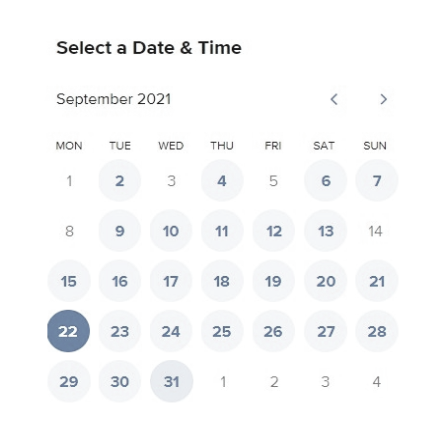 Select a Date & Time
September 2021
MON TUE WED THU FRI SAT SUN
1 2 3 4 5 6 7
8 9 10 11 12 13 14
15 16 17 18 19 20 21
22 23 24 25 26 27 28
29 30 31 1 2 3 4